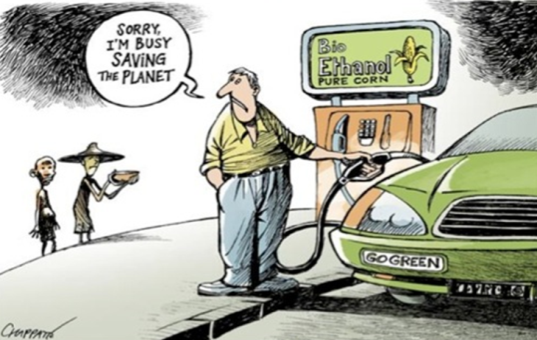 SORRY,
I'M BUSY
SAVING
THE PLANET
Bio
Ethanol
PURE CORN
GO GREEN
CHAPPATTE